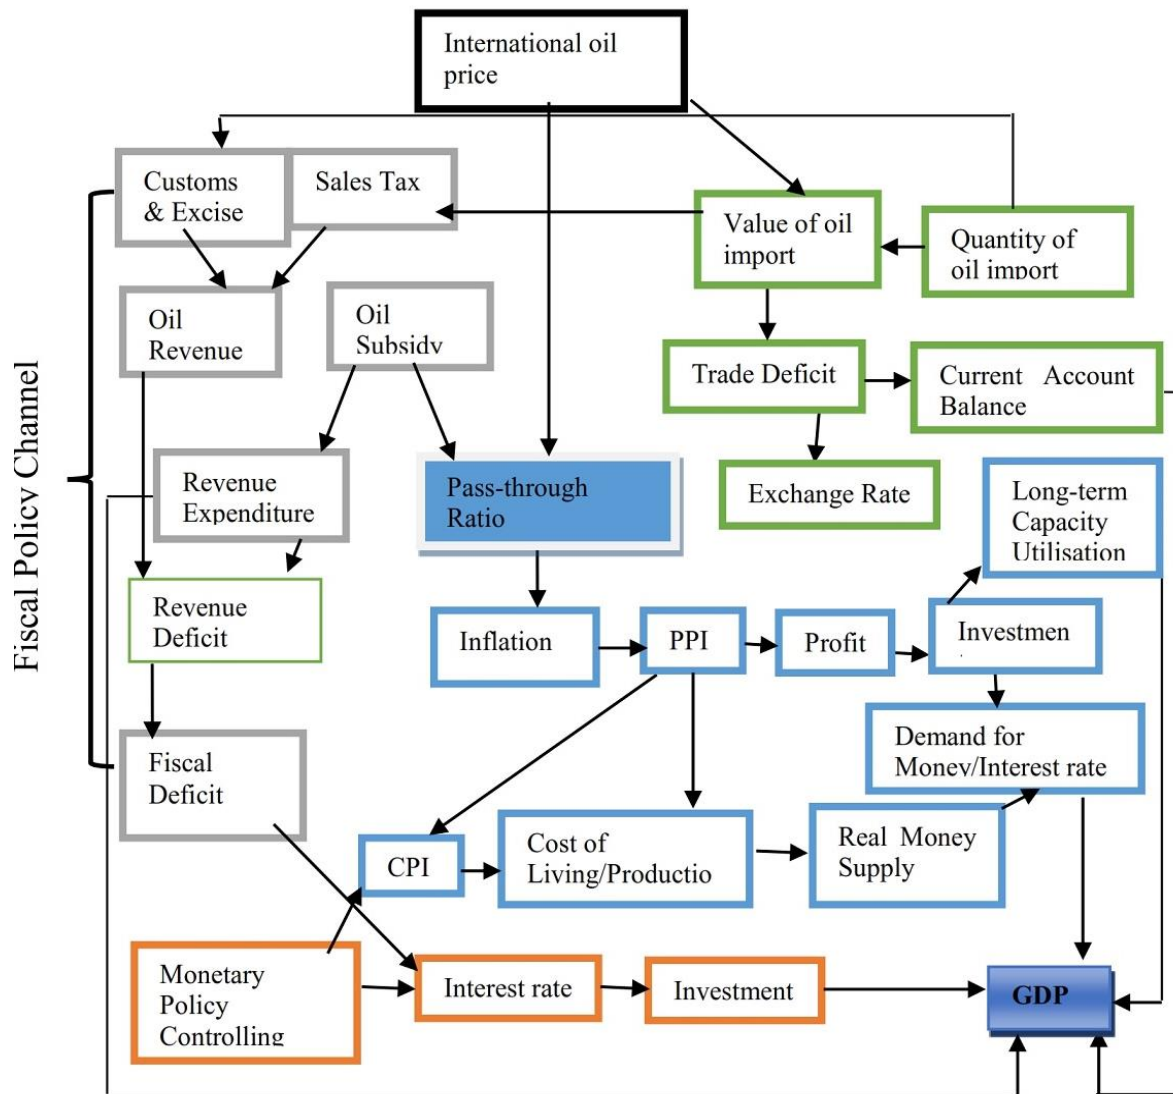 International oil
price
Customs
& Excise
Sales Tax
Value of oil
import
Quantity of
oil import
Oil
Revenue
Oil
Subsidy
Trade Deficit
Current Account
Balance
Fiscal Policy Channel
Revenue
Expenditure
Pass-through
Ratio
Exchange Rate
Long-term
Capacity
Utilisation
Revenue
Deficit
Inflation
PPI
Profit
Investmen
Fiscal
Deficit
Demand for
Money/Interest rate
CPI
Cost of
Living/Productio
Real Money
Supply
Monetary
Policy
Controlling
Interest rate
Investment
GDP